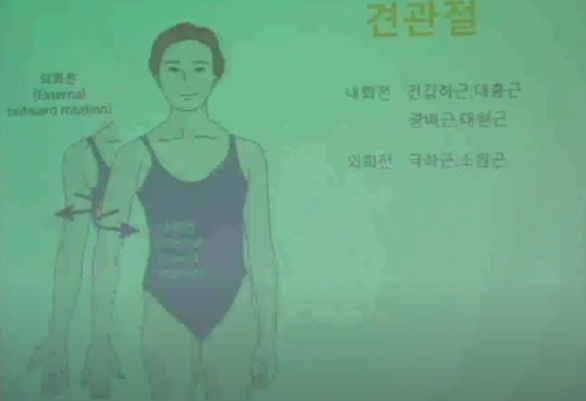 견관절
외회전
(External
outward rotation)
내회전 견갑하근,대흉근
광배근,대원근
외회전 극하근,소원근